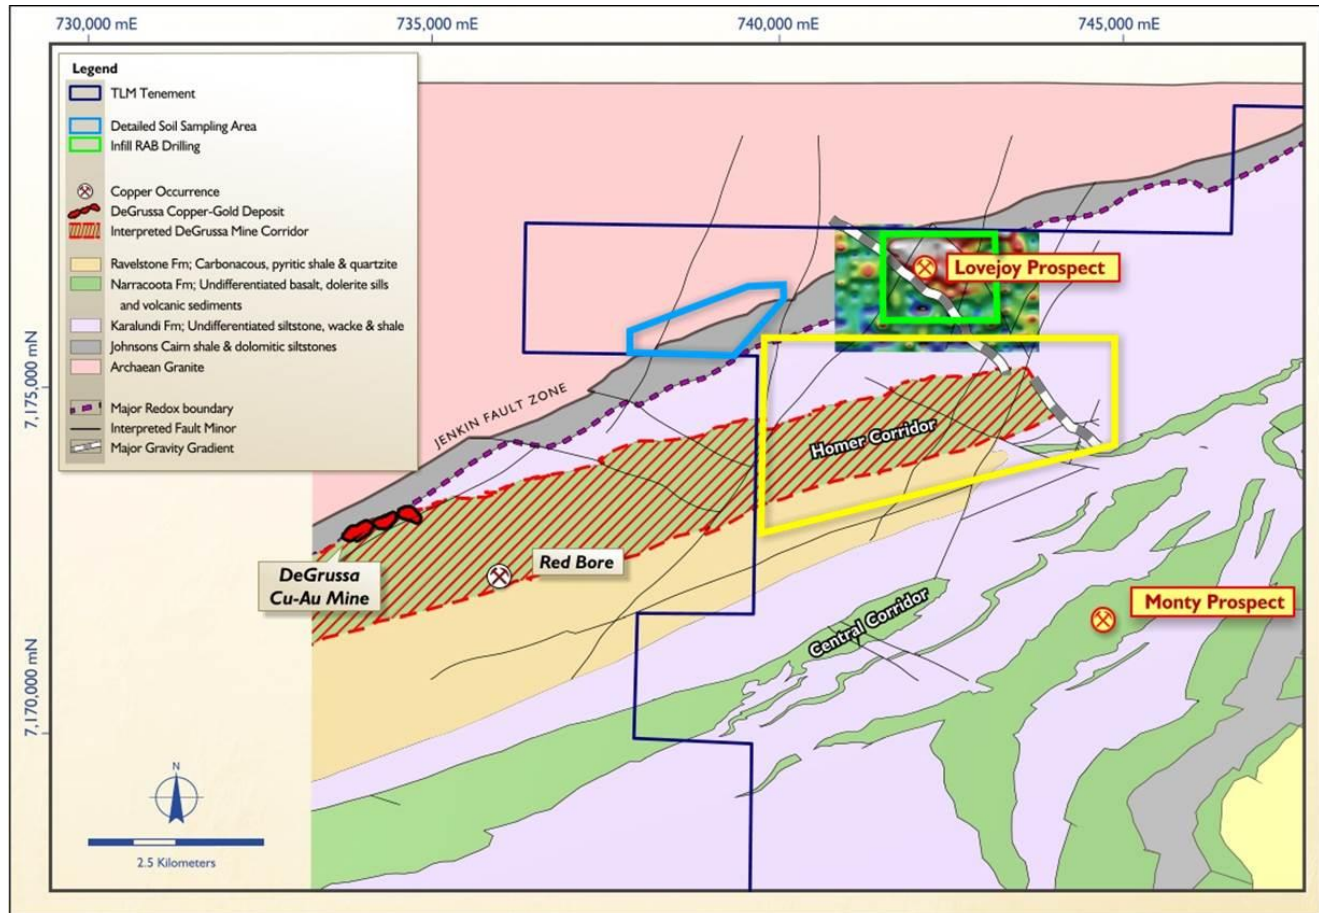 730,000 mE
735,000 mE
740,000 mE
745,000 mE
Legend
TLM Tenement
Detailed Soil Sampling Area
Infill RAB Drilling
Copper Occurrence
DeGrussa Copper-Gold Deposit
Interpreted DeGrussa Mine Corridor
Ravelstone Fm; Carbonacous, pyritic shale & quartzite
Narracoota Fm; Undifferentiated basalt, dolerite sills
and volcanic sediments
Karalundi Fm; Undifferentiated siltstone, wacke & shale
Johnsons Cairn shale & dolomitic siltstones
Archaean Granite
Major Redox boundary
Interpreted Fault Minor
Major Gravity Gradient
Lovejoy Prospect
7,175,000 mN
JENKIN FAULT ZONE
Homer Corridor
DeGrussa
Cu-Au Mine
Red Bore
Monty Prospect
Central Corridor
7,170,000 mN
N
2.5 Kilometers